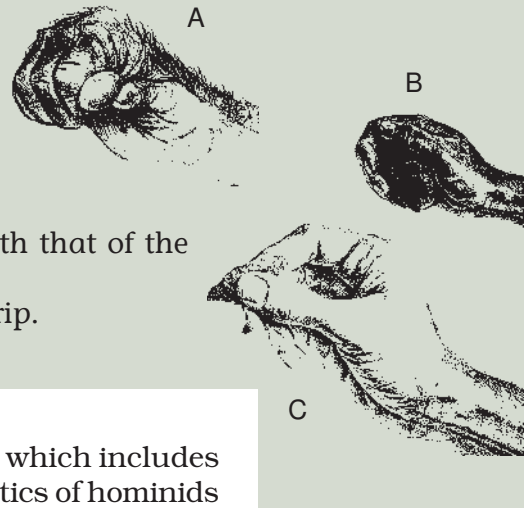 A
B
th that of the
rip.
C
which includes
tics of hominids